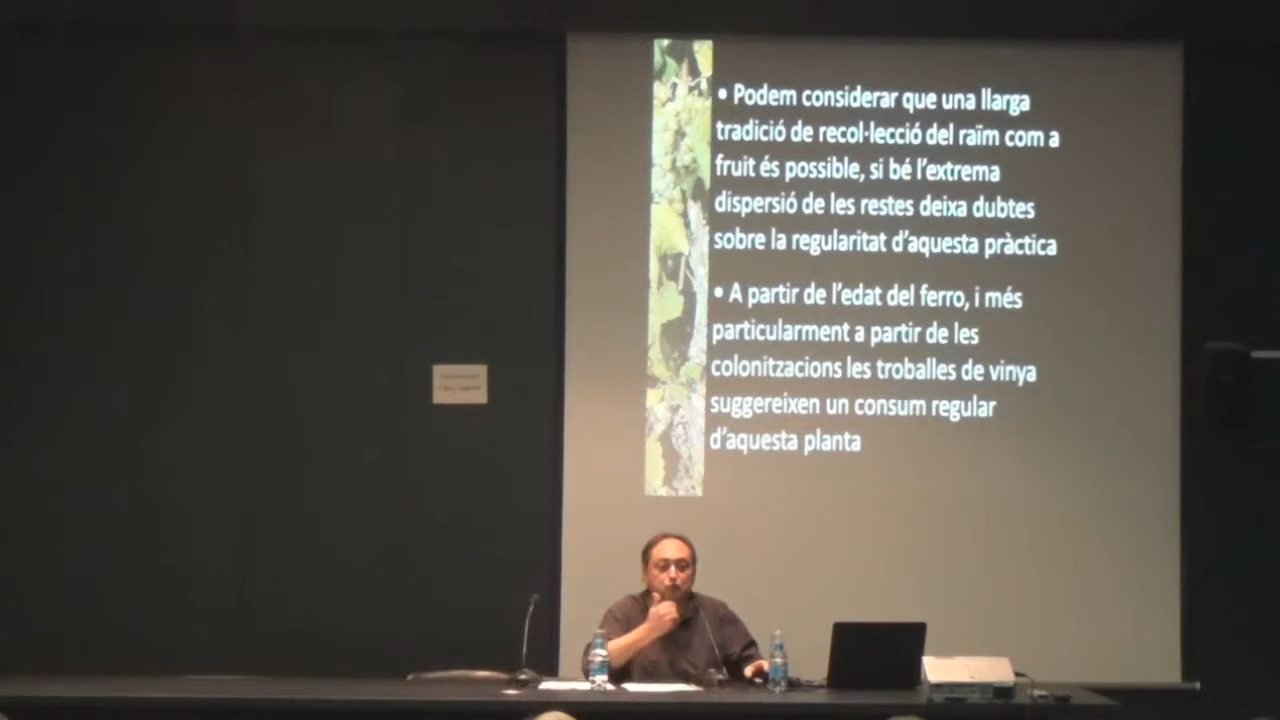 • Podem considerar que una llarga
tradició de recol·lecció del raïm com a
fruit és possible, si bé l'extrema
dispersió de les restes deixa dubtes
sobre la regularitat d'aquesta pràctica
• A partir de l'edat del ferro, i més
particularment a partir de les
colonitzacions les troballes de vinya
suggereixen un consum regular
d'aquesta planta